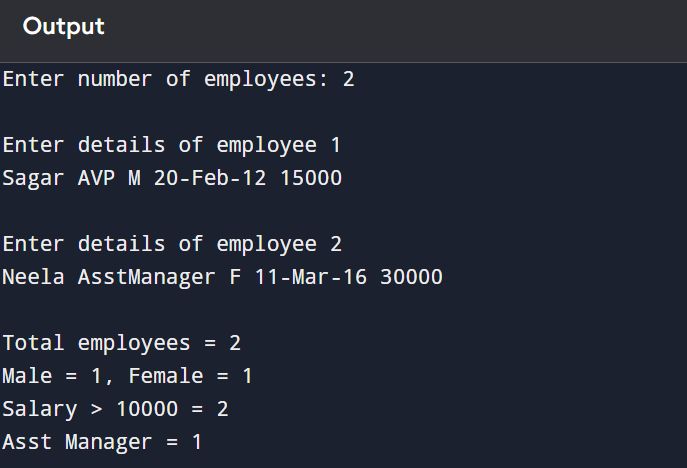 Output
Enter number of employees: 2
Enter details of employee 1
Sagar AVP M 20-Feb-12 15000
Enter details of employee 2
Neela AsstManager F 11-Mar-16 30000
Total employees = 2
Male = 1, Female = 1
Salary > 10000 = 2
Asst Manager = 1